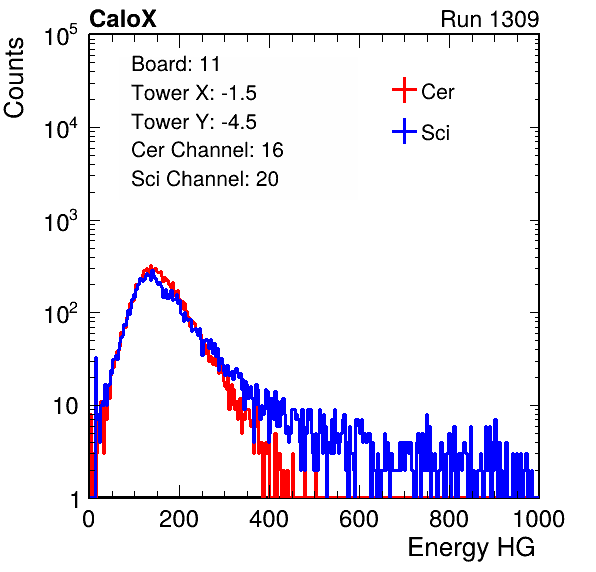 CaloX Run 1309
Counts
Board: 11
Tower X: -1.5
Tower Y: -4.5
Cer Channel: 16
Sci Channel: 20
Cer
Sci
10^5
10^4
10^3
10^2
10
1
0 200 400 600 800 1000
Energy HG